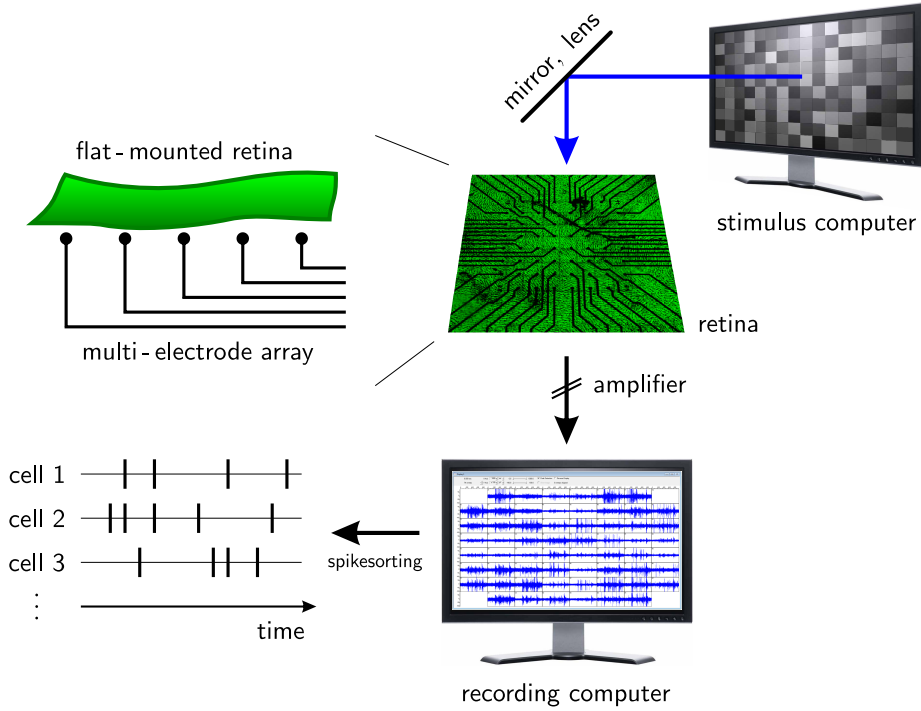 mirror, lens
flat-mounted retina
stimulus computer
retina
multi-electrode array
amplifier
cell 1
cell 2
cell 3
spikesorting
time
recording computer